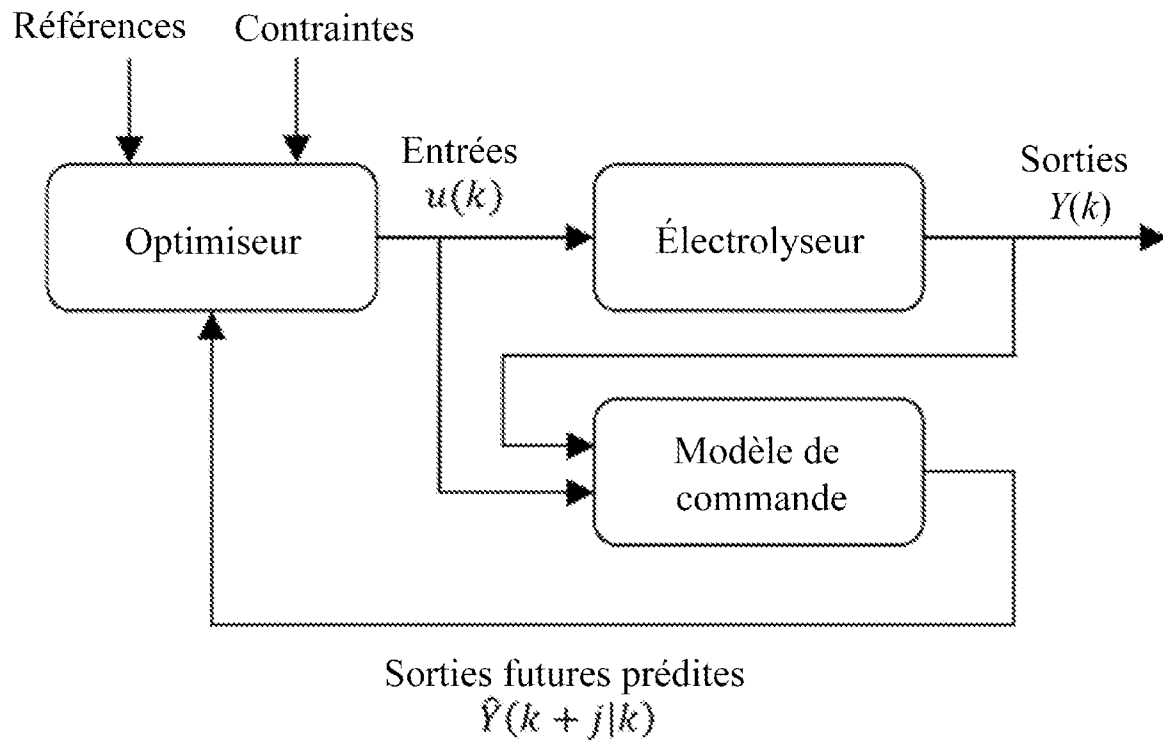 Références
Contraintes
Entrées
u(k)
Sorties
Y(k)
Optimiseur
Électrolyseur
Modèle de
commande
Sorties futures prédites
Ŷ(k + j|k)